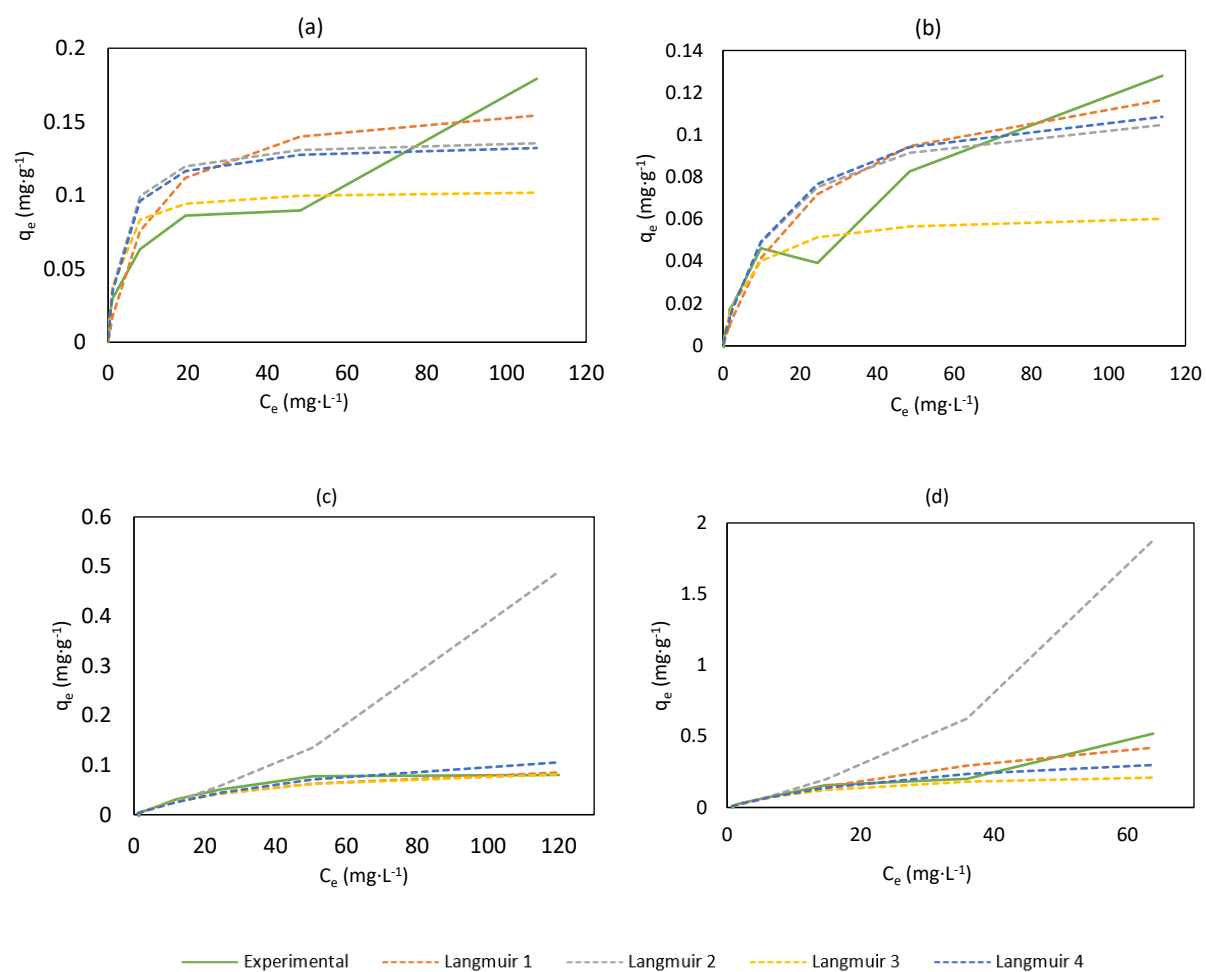 (a)
0.2
0.15
0.1
0.05
0
0 20 40 60 80 100 120
qe (mg·g-1)
Ce (mg·L-1)
(b)
0.14
0.12
0.1
0.08
0.06
0.04
0.02
0
0 20 40 60 80 100 120
qe (mg·g-1)
Ce (mg·L-1)
(c)
0.6
0.5
0.4
0.3
0.2
0.1
0
0 20 40 60 80 100 120
qe (mg·g-1)
Ce (mg·L-1)
(d)
2
1.5
1
0.5
0
0 20 40 60
qe (mg·g-1)
Ce (mg·L-1)
Experimental Langmuir 1 Langmuir 2 Langmuir 3 Langmuir 4